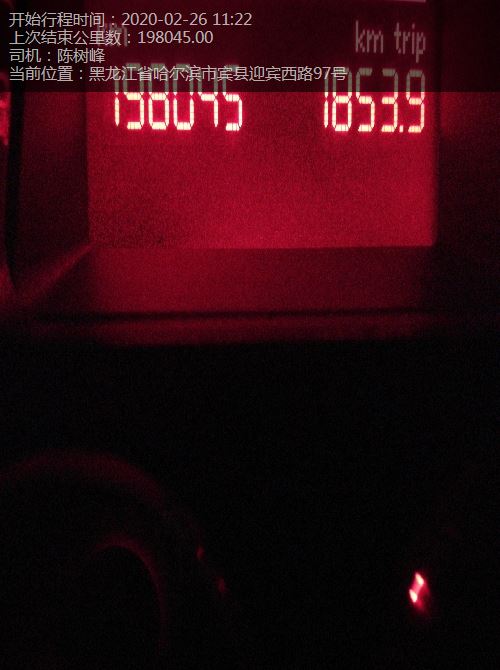 开始行程时间：2020-02-26 11:22
上次结束公里数：198045.00
司机：陈树峰
当前位置：黑龙江省哈尔滨市宾县迎宾西路97号
km trip
198045 1853.9